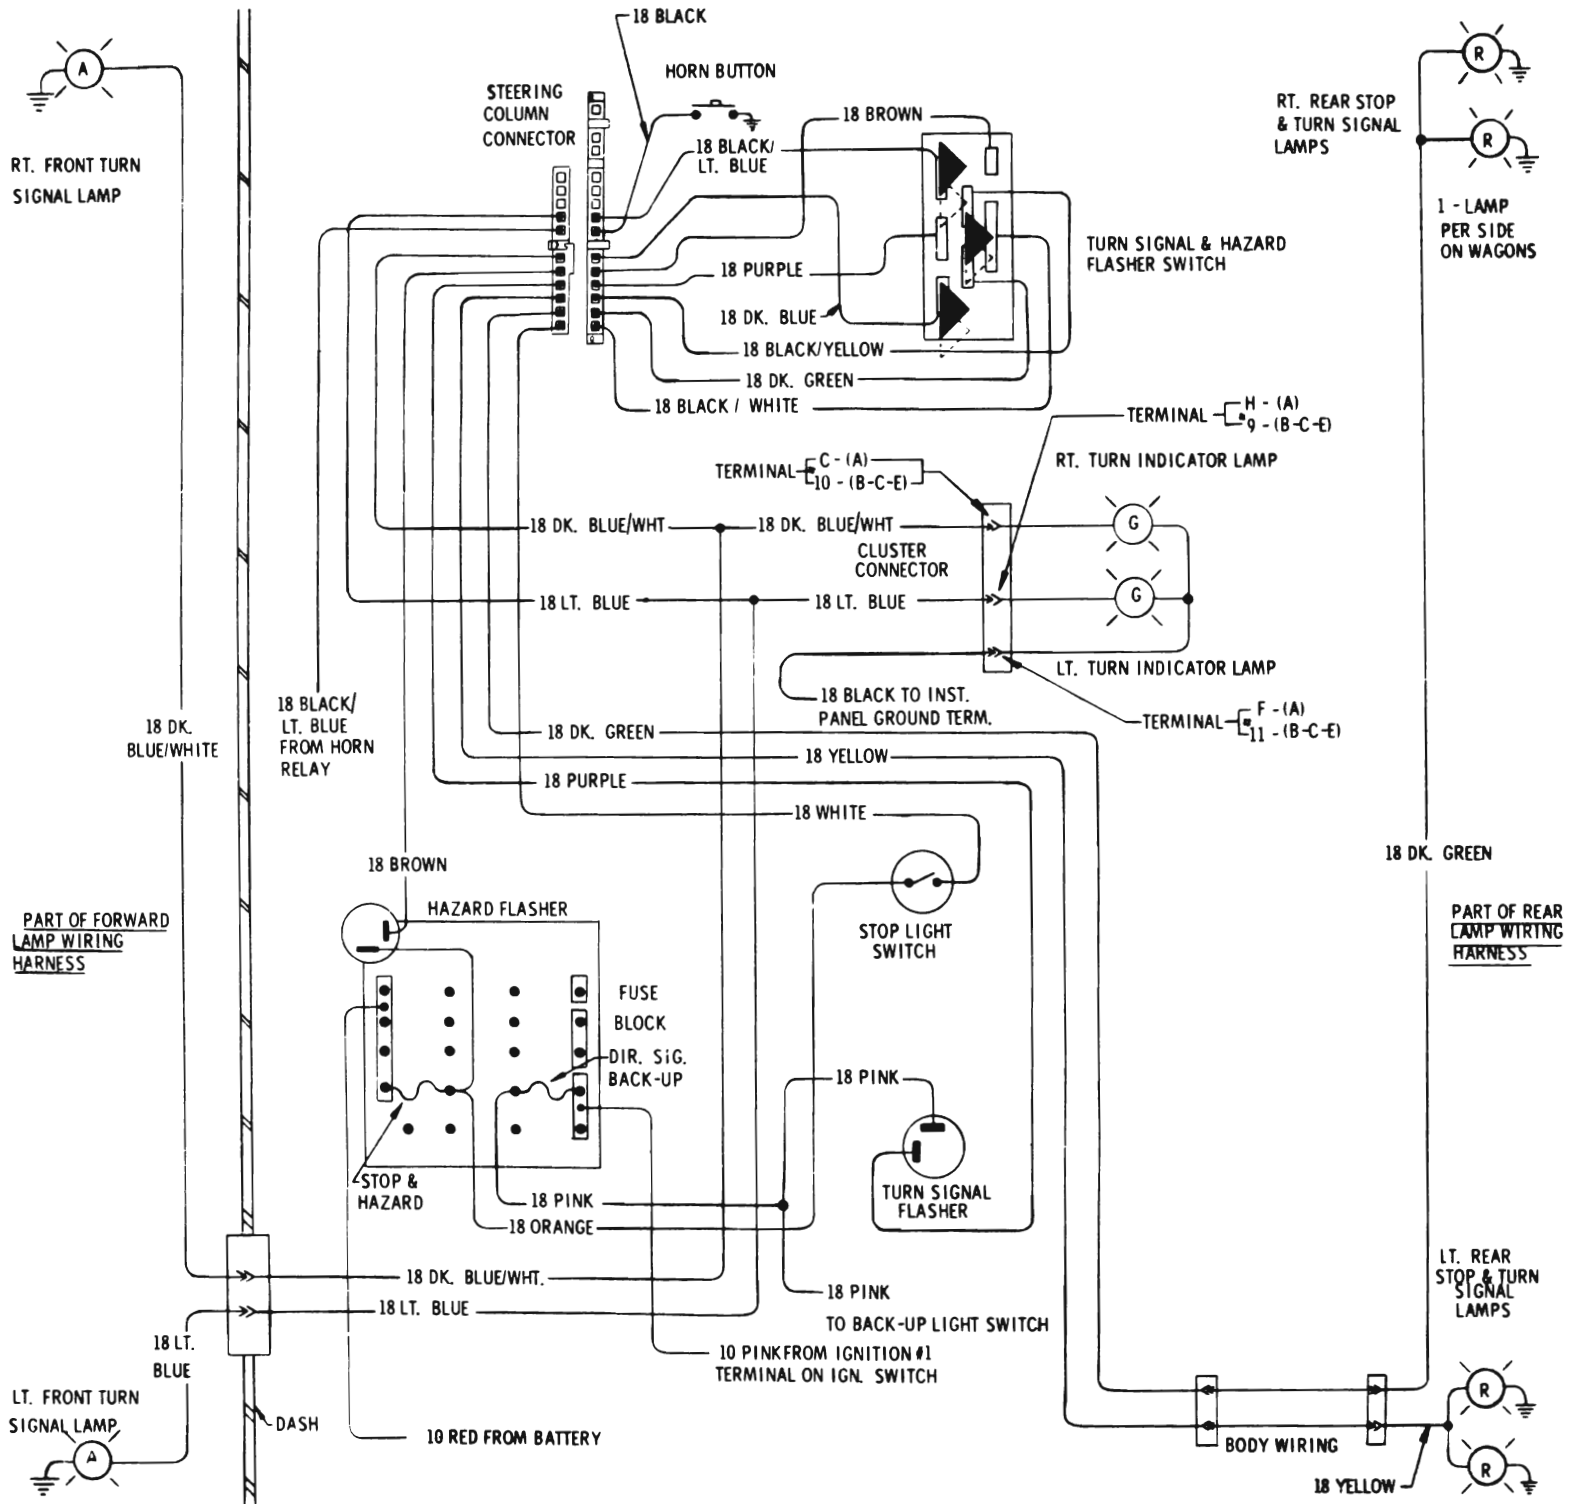 18 BLACK
HORN BUTTON
STEERING
COLUMN
CONNECTOR
18 BROWN
18 BLACK/
LT. BLUE
A
RT. FRONT TURN
SIGNAL LAMP
R
RT. REAR STOP
& TURN SIGNAL
LAMPS
R
1 - LAMP
PER SIDE
ON WAGONS
TURN SIGNAL & HAZARD
FLASHER SWITCH
18 PURPLE
18 DK. BLUE
18 BLACK/YELLOW
18 DK. GREEN
18 BLACK / WHITE
TERMINAL
H - (A)
9 - (B-C-E)
TERMINAL
C - (A)
10 - (B-C-E)
RT. TURN INDICATOR LAMP
18 DK. BLUE/WHT
18 DK. BLUE/WHT
G
CLUSTER
CONNECTOR
18 LT. BLUE
18 LT. BLUE
G
LT. TURN INDICATOR LAMP
18 BLACK TO INST.
PANEL GROUND TERM.
TERMINAL
F - (A)
11 - (B-C-E)
18 DK.
BLUE/WHITE
18 BLACK/
LT. BLUE
FROM HORN
RELAY
18 DK. GREEN
18 YELLOW
18 PURPLE
18 WHITE
18 BROWN
18 DK. GREEN
HAZARD FLASHER
STOP LIGHT
SWITCH
PART OF FORWARD
LAMP WIRING
HARNESS
PART OF REAR
LAMP WIRING
HARNESS
FUSE
BLOCK
DIR. SiG.
BACK-UP
18 PINK
STOP &
HAZARD
18 PINK
18 ORANGE
TURN SIGNAL
FLASHER
18 DK. BLUE/WHT.
18 LT. BLUE
18 PINK
TO BACK-UP LIGHT SWITCH
10 PINK FROM IGNITION #1
TERMINAL ON IGN. SWITCH
LT. REAR
STOP & TURN
SIGNAL
LAMPS
18 LT.
BLUE
LT. FRONT TURN
SIGNAL LAMP
A
DASH
10 RED FROM BATTERY
R
BODY WIRING
18 YELLOW
R